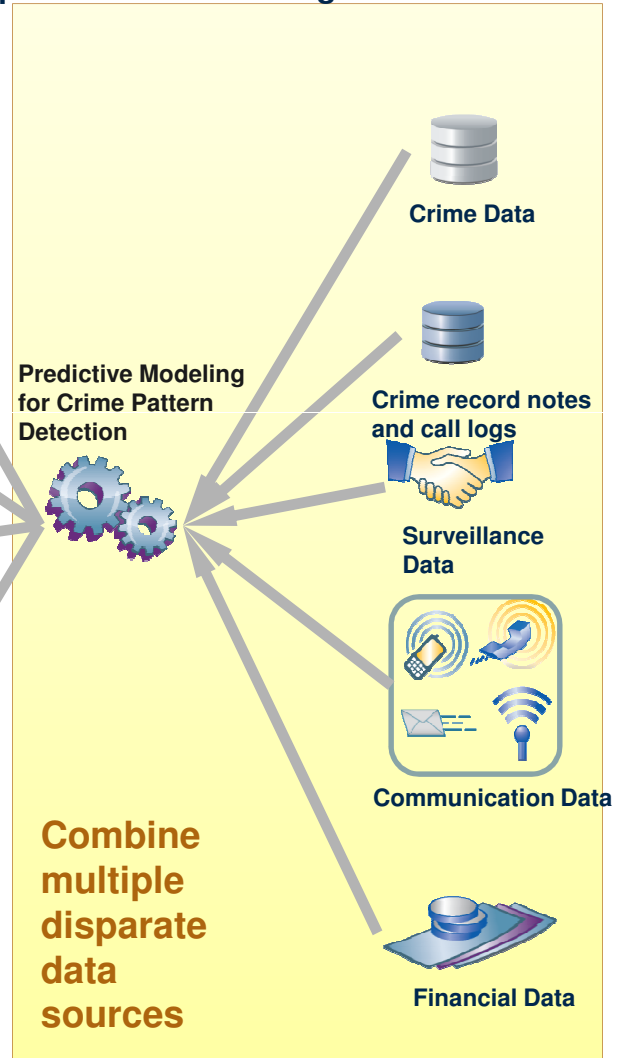 Crime Data
Predictive Modeling
for Crime Pattern
Detection
Crime record notes
and call logs
Surveillance
Data
Communication Data
Combine
multiple
disparate
data
sources
Financial Data